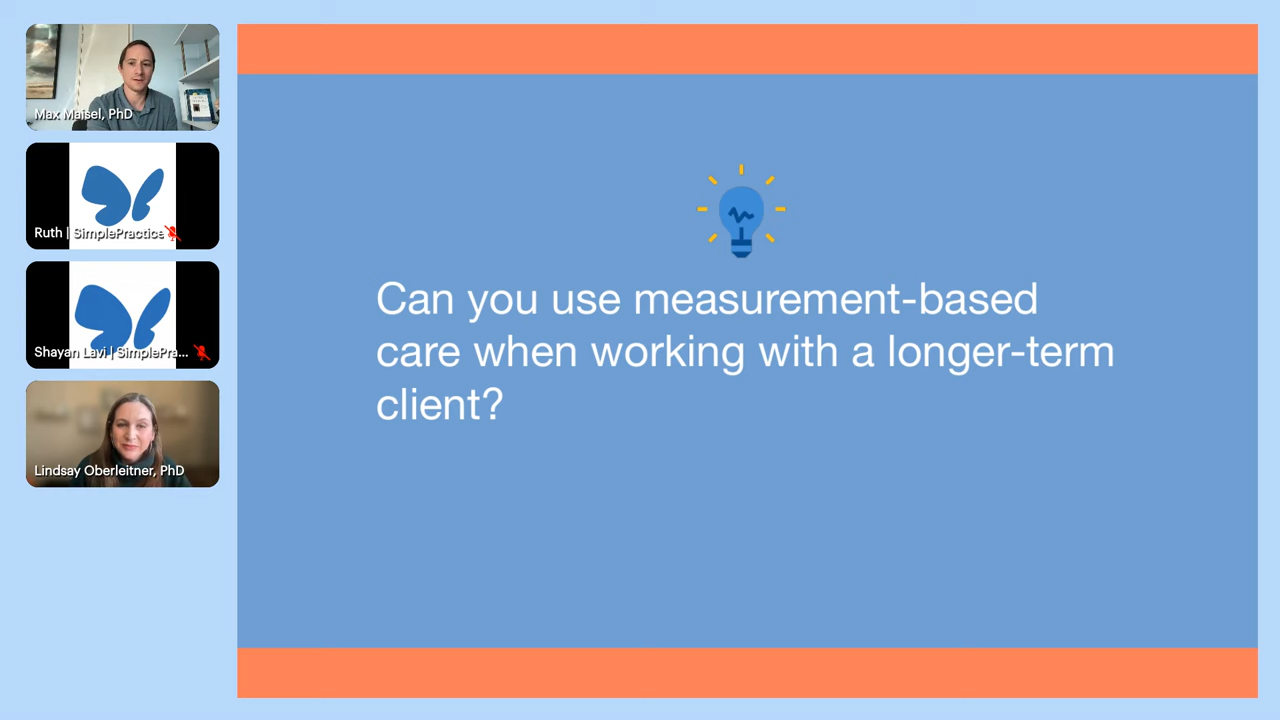 Max Maisel, PhD
Ruth | SimplePractice
Shayan Lavi | SimplePra...
Lindsay Oberleitner, PhD
Can you use measurement-based
care when working with a longer-term
client?